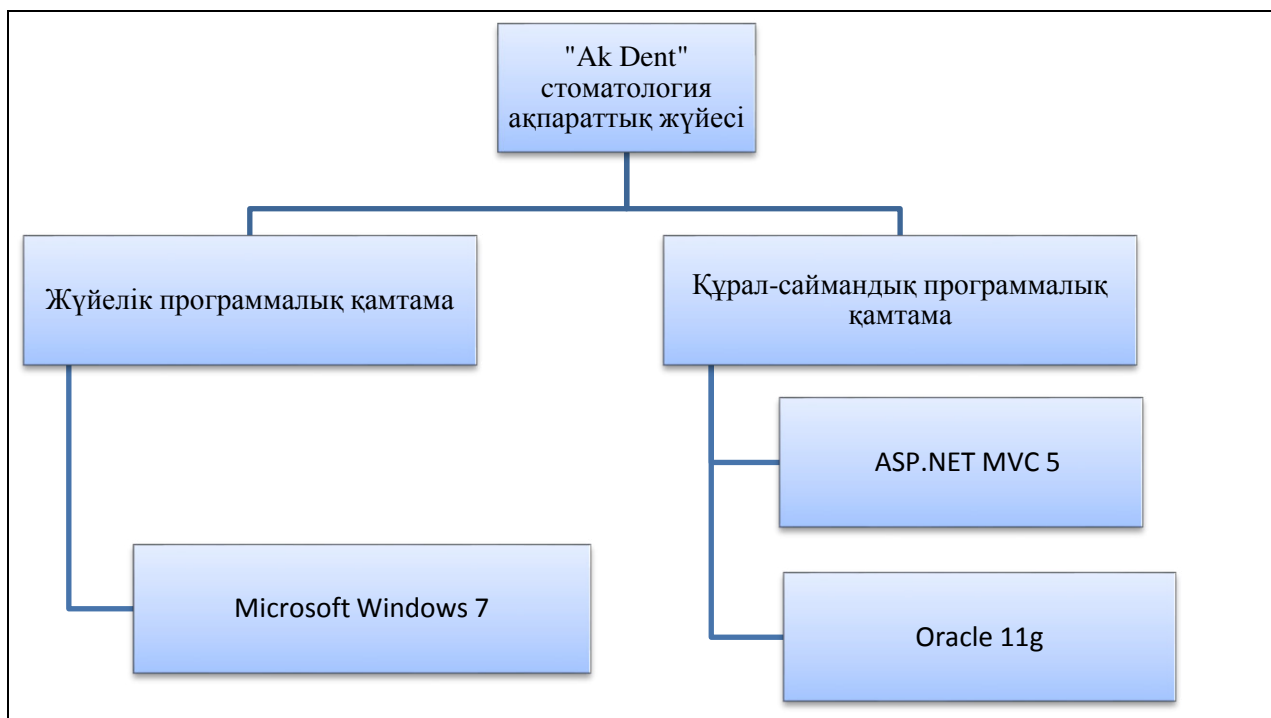 "Ak Dent"
стоматология
ақпараттық жүйесі
Жүйелік программалық қамтама
Құрал-саймандық программалық
қамтама
ASP.NET MVC 5
Microsoft Windows 7
Oracle 11g